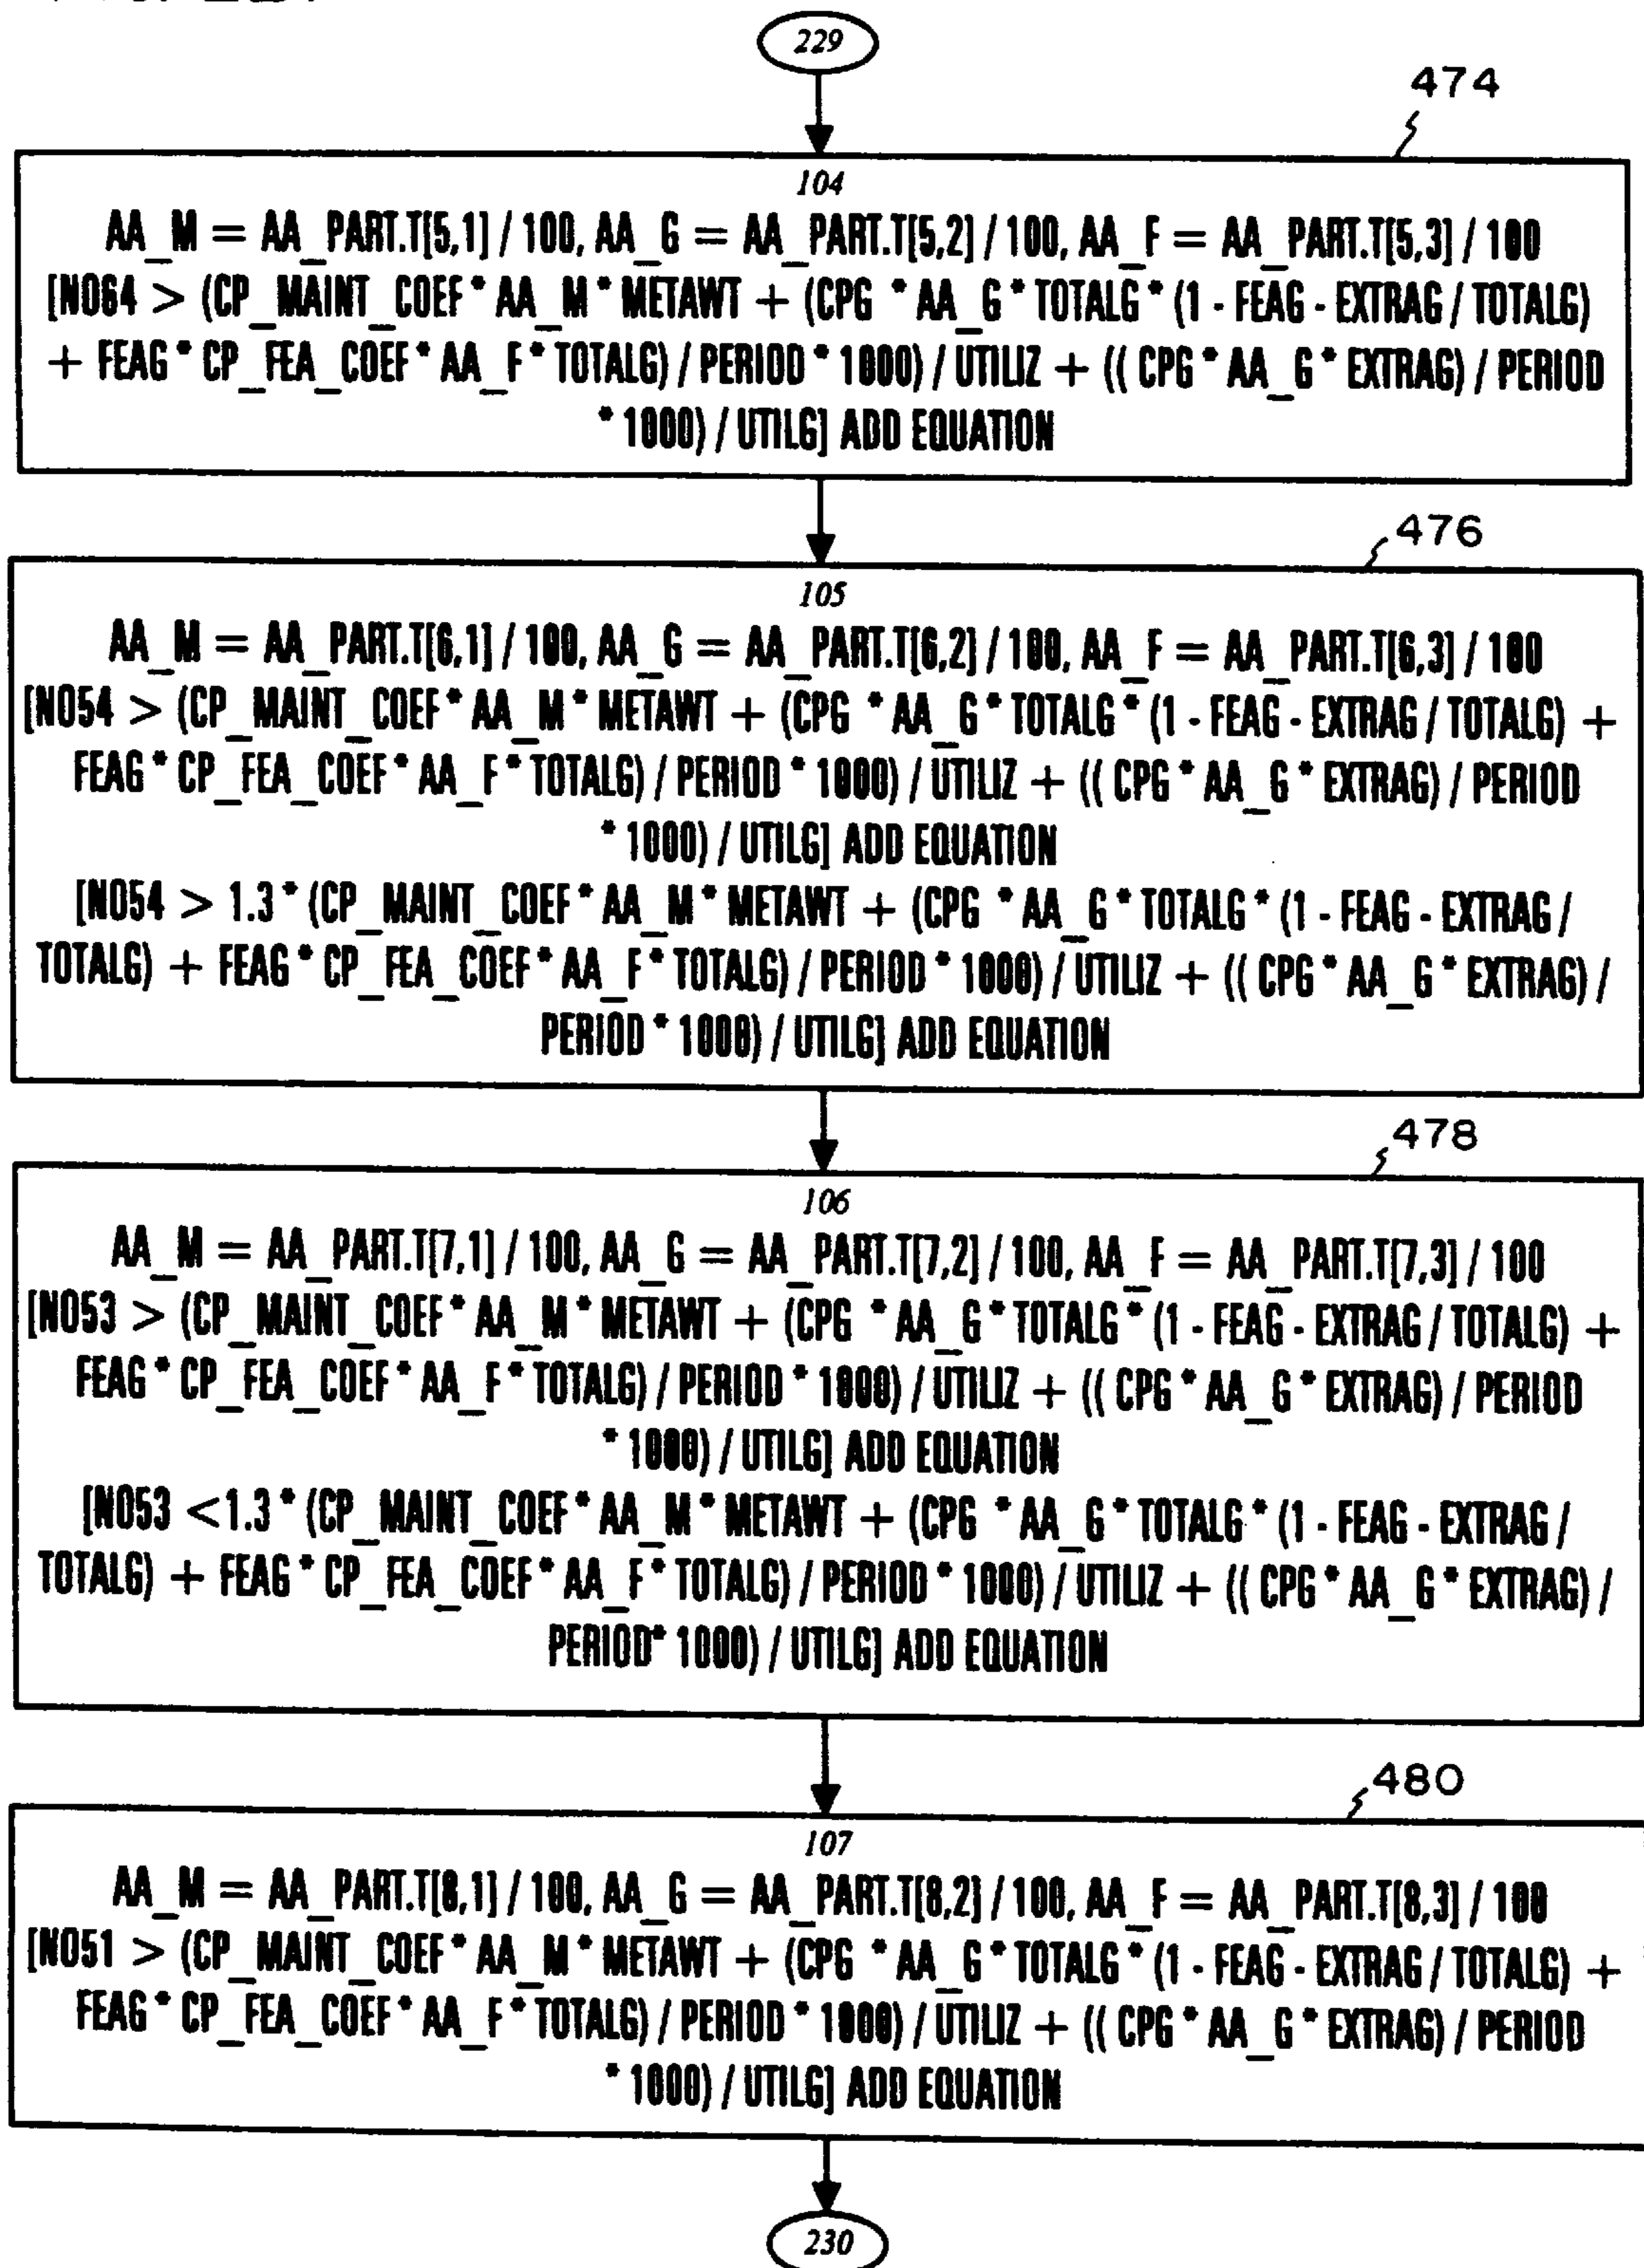 229
474
104
AA_M = AA_PART.T[5,1] / 100, AA_G = AA_PART.T[5,2] / 100, AA_F = AA_PART.T[5,3] / 100
[NO64 > (CP_MAINT_COEF * AA_M * METAWT + (CPG * AA_G * TOTALG * (1 - FEAG - EXTRAG / TOTALG)
+ FEAG * CP_FEA_COEF * AA_F * TOTALG) / PERIOD * 1000) / UTILIZ + (( CPG * AA_G * EXTRAG) / PERIOD
* 1000) / UTILG] ADD EQUATION
476
105
AA_M = AA_PART.T[6,1] / 100, AA_G = AA_PART.T[6,2] / 100, AA_F = AA_PART.T[6,3] / 100
[NO54 > (CP_MAINT_COEF * AA_M * METAWT + (CPG * AA_G * TOTALG * (1 - FEAG - EXTRAG / TOTALG) +
FEAG * CP_FEA_COEF * AA_F * TOTALG) / PERIOD * 1000) / UTILIZ + (( CPG * AA_G * EXTRAG) / PERIOD
* 1000) / UTILG] ADD EQUATION
[NO54 > 1.3 * (CP_MAINT_COEF * AA_M * METAWT + (CPG * AA_G * TOTALG * (1 - FEAG - EXTRAG /
TOTALG) + FEAG * CP_FEA_COEF * AA_F * TOTALG) / PERIOD * 1000) / UTILIZ + (( CPG * AA_G * EXTRAG) /
PERIOD * 1000) / UTILG] ADD EQUATION
478
106
AA_M = AA_PART.T[7,1] / 100, AA_G = AA_PART.T[7,2] / 100, AA_F = AA_PART.T[7,3] / 100
[NO53 > (CP_MAINT_COEF * AA_M * METAWT + (CPG * AA_G * TOTALG * (1 - FEAG - EXTRAG / TOTALG) +
FEAG * CP_FEA_COEF * AA_F * TOTALG) / PERIOD * 1000) / UTILIZ + (( CPG * AA_G * EXTRAG) / PERIOD
* 1000) / UTILG] ADD EQUATION
[NO53 <1.3 * (CP_MAINT_COEF * AA_M * METAWT + (CPG * AA_G * TOTALG * (1 - FEAG - EXTRAG /
TOTALG) + FEAG * CP_FEA_COEF * AA_F * TOTALG) / PERIOD * 1000) / UTILIZ + (( CPG * AA_G * EXTRAG) /
PERIOD* 1000) / UTILG] ADD EQUATION
480
107
AA_M = AA_PART.T[8,1] / 100, AA_G = AA_PART.T[8,2] / 100, AA_F = AA_PART.T[8,3] / 100
[NO51 > (CP_MAINT_COEF * AA_M * METAWT + (CPG * AA_G * TOTALG * (1 - FEAG - EXTRAG / TOTALG) +
FEAG * CP_FEA_COEF * AA_F * TOTALG) / PERIOD * 1000) / UTILIZ + (( CPG * AA_G * EXTRAG) / PERIOD
* 1000) / UTILG] ADD EQUATION
230